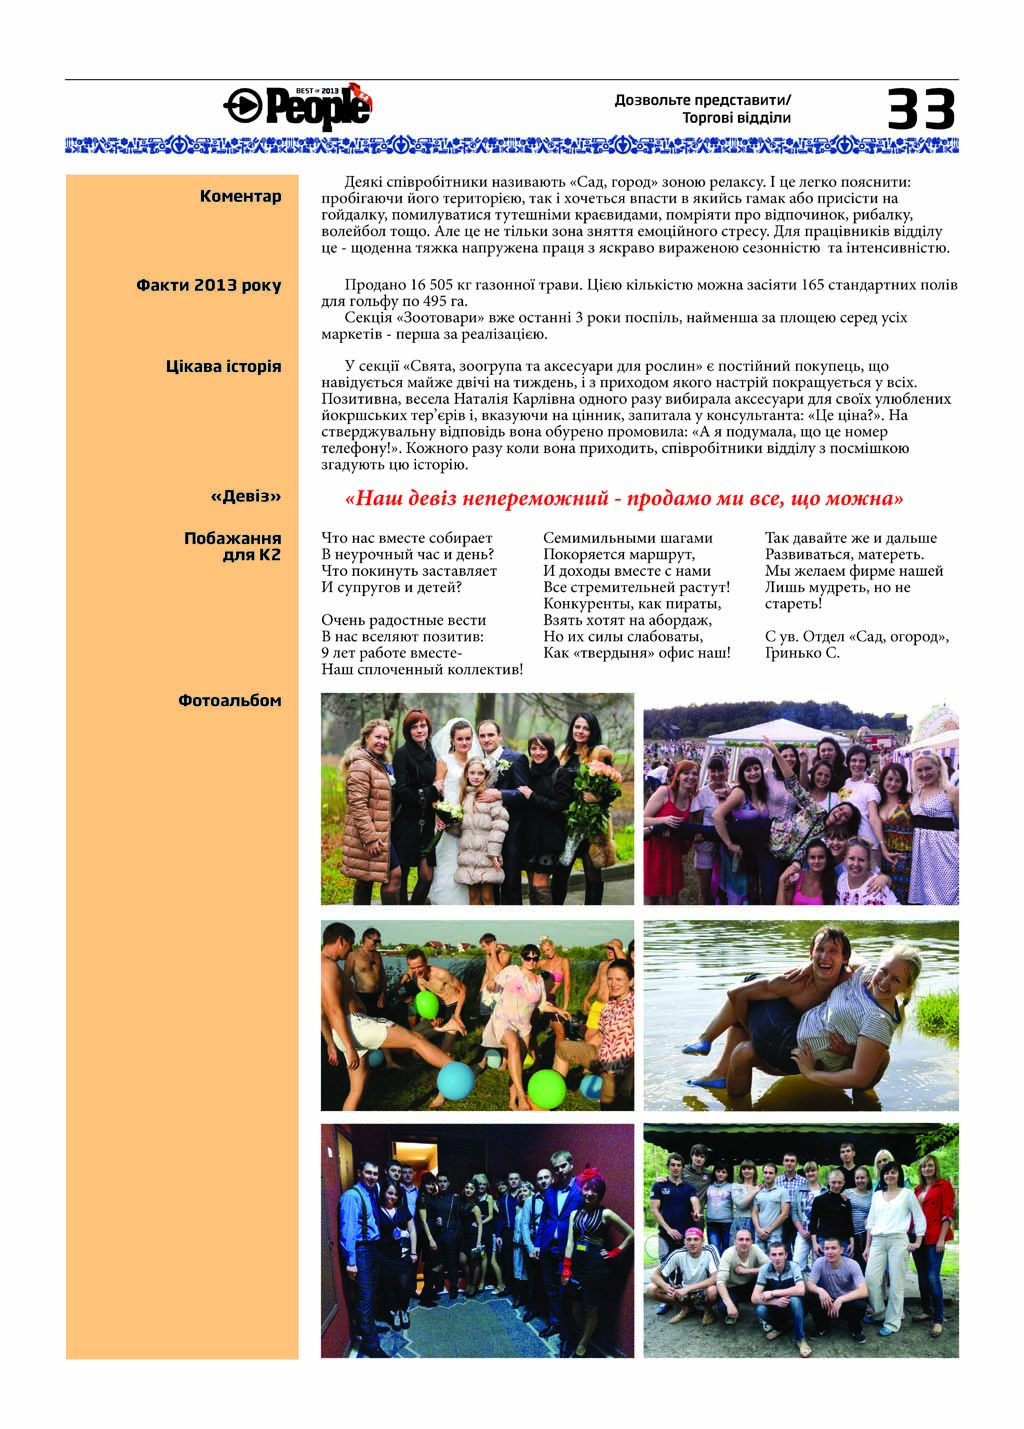 BEST of 2013
People
Дозвольте представити/
Торгові відділи
33
Коментар
Деякі співробітники називають «Сад, город» зоною релаксу. І це легко пояснити:
пробігаючи його територією, так і хочеться впасти в якийсь гамак або присісти на
гойдалку, помилуватися тутешніми краєвидами, помріяти про відпочинок, рибалку,
волейбол тощо. Але це не тільки зона зняття емоційного стресу. Для працівників відділу
це - щоденна тяжка напружена праця з яскраво вираженою сезонністю та інтенсивністю.
Факти 2013 року
Продано 16 505 кг газонної трави. Цією кількістю можна засіяти 165 стандартних полів
для гольфу по 495 га.
Секція «Зоотовари» вже останні 3 роки поспіль, найменша за площею серед усіх
маркетів - перша за реалізацією.
Цікава історія
У секції «Свята, зоогрупа та аксесуари для рослин» є постійний покупець, що
навідується майже двічі на тиждень, і з приходом якого настрій покращується у всіх.
Позитивна, весела Наталія Карлівна одного разу вибирала аксесуари для своїх улюблених
йокршських тер’єрів і, вказуючи на цінник, запитала у консультанта: «Це ціна?». На
стверджувальну відповідь вона обурено промовила: «А я подумала, що це номер
телефону!». Кожного разу коли вона приходить, співробітники відділу з посмішкою
згадують цю історію.
«Девіз»
«Наш девіз непереможний - продамо ми все, що можна»
Побажання
для К2
Что нас вместе собирает
В неурочный час и день?
Что покинуть заставляет
И супругов и детей?
Очень радостные вести
В нас вселяют позитив:
9 лет работе вместе-
Наш сплоченный коллектив!
Семимильными шагами
Покоряется маршрут,
И доходы вместе с нами
Все стремительней растут!
Конкуренты, как пираты,
Взять хотят на абордаж,
Но их силы слабоваты,
Как «твердыня» офис наш!
Так давайте же и дальше
Развиваться, матереть.
Мы желаем фирме нашей
Лишь мудреть, но не
стареть!
С ув. Отдел «Сад, огород»,
Гринько С.
Фотоальбом